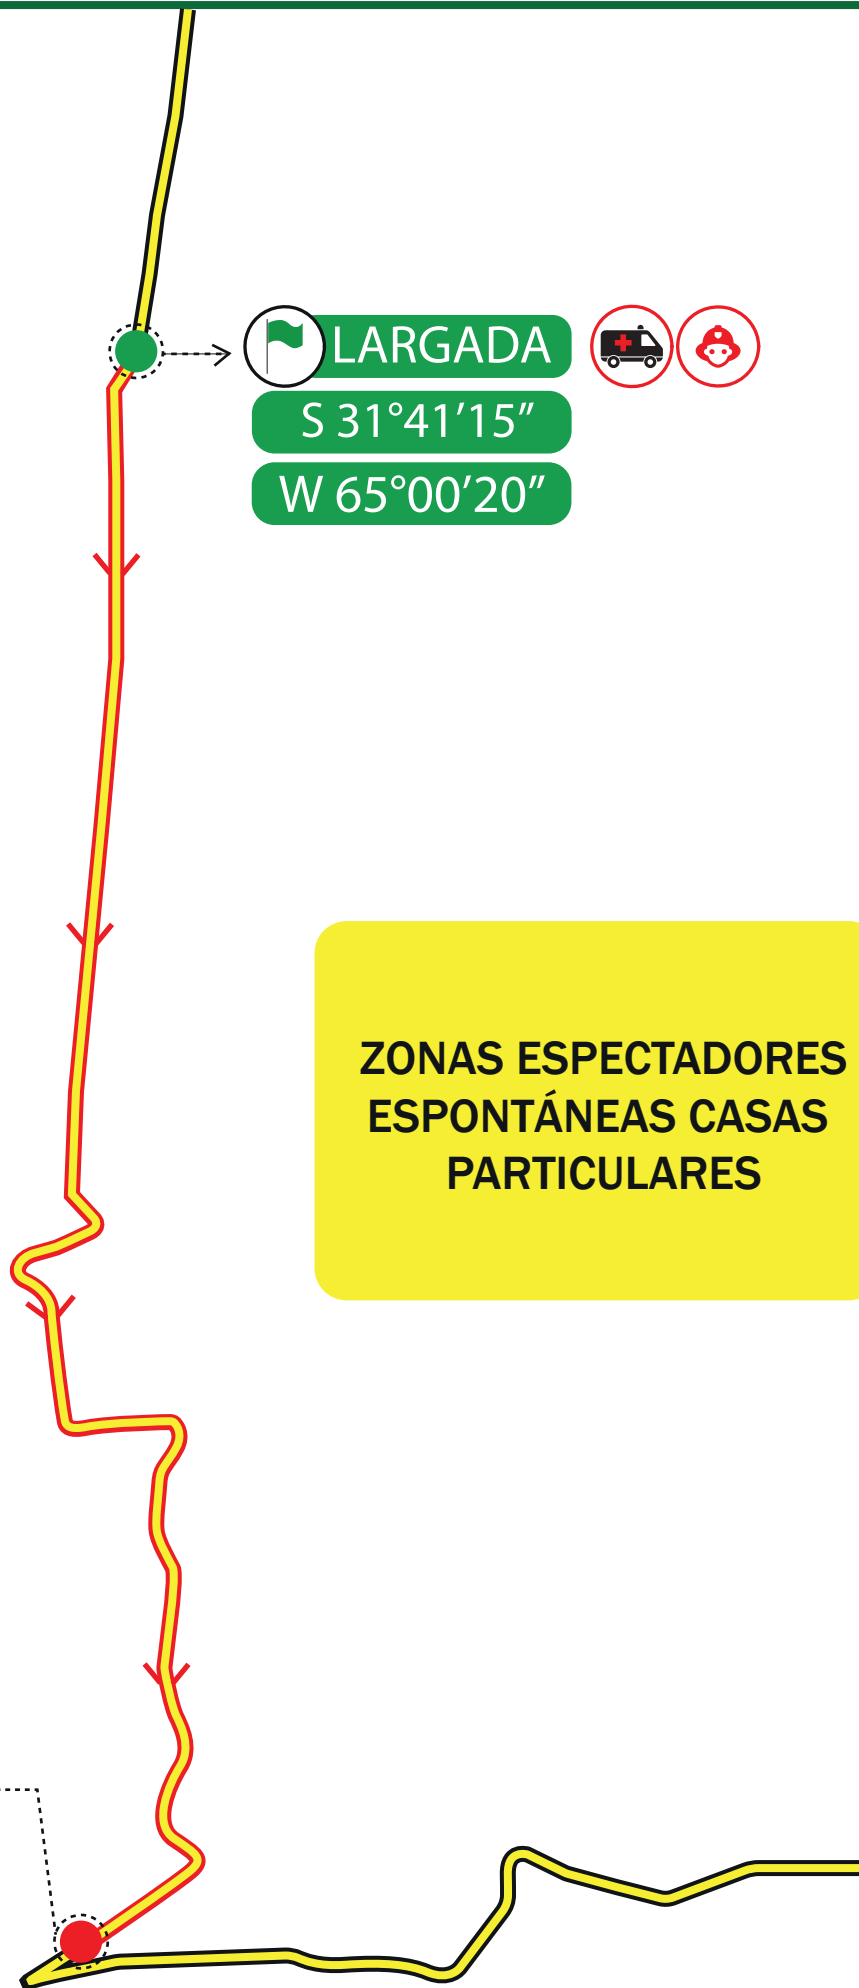 LARGADA
S 31°41’15”
W 65°00’20”
ZONAS ESPECTADORES
ESPONTÁNEAS CASAS
PARTICULARES